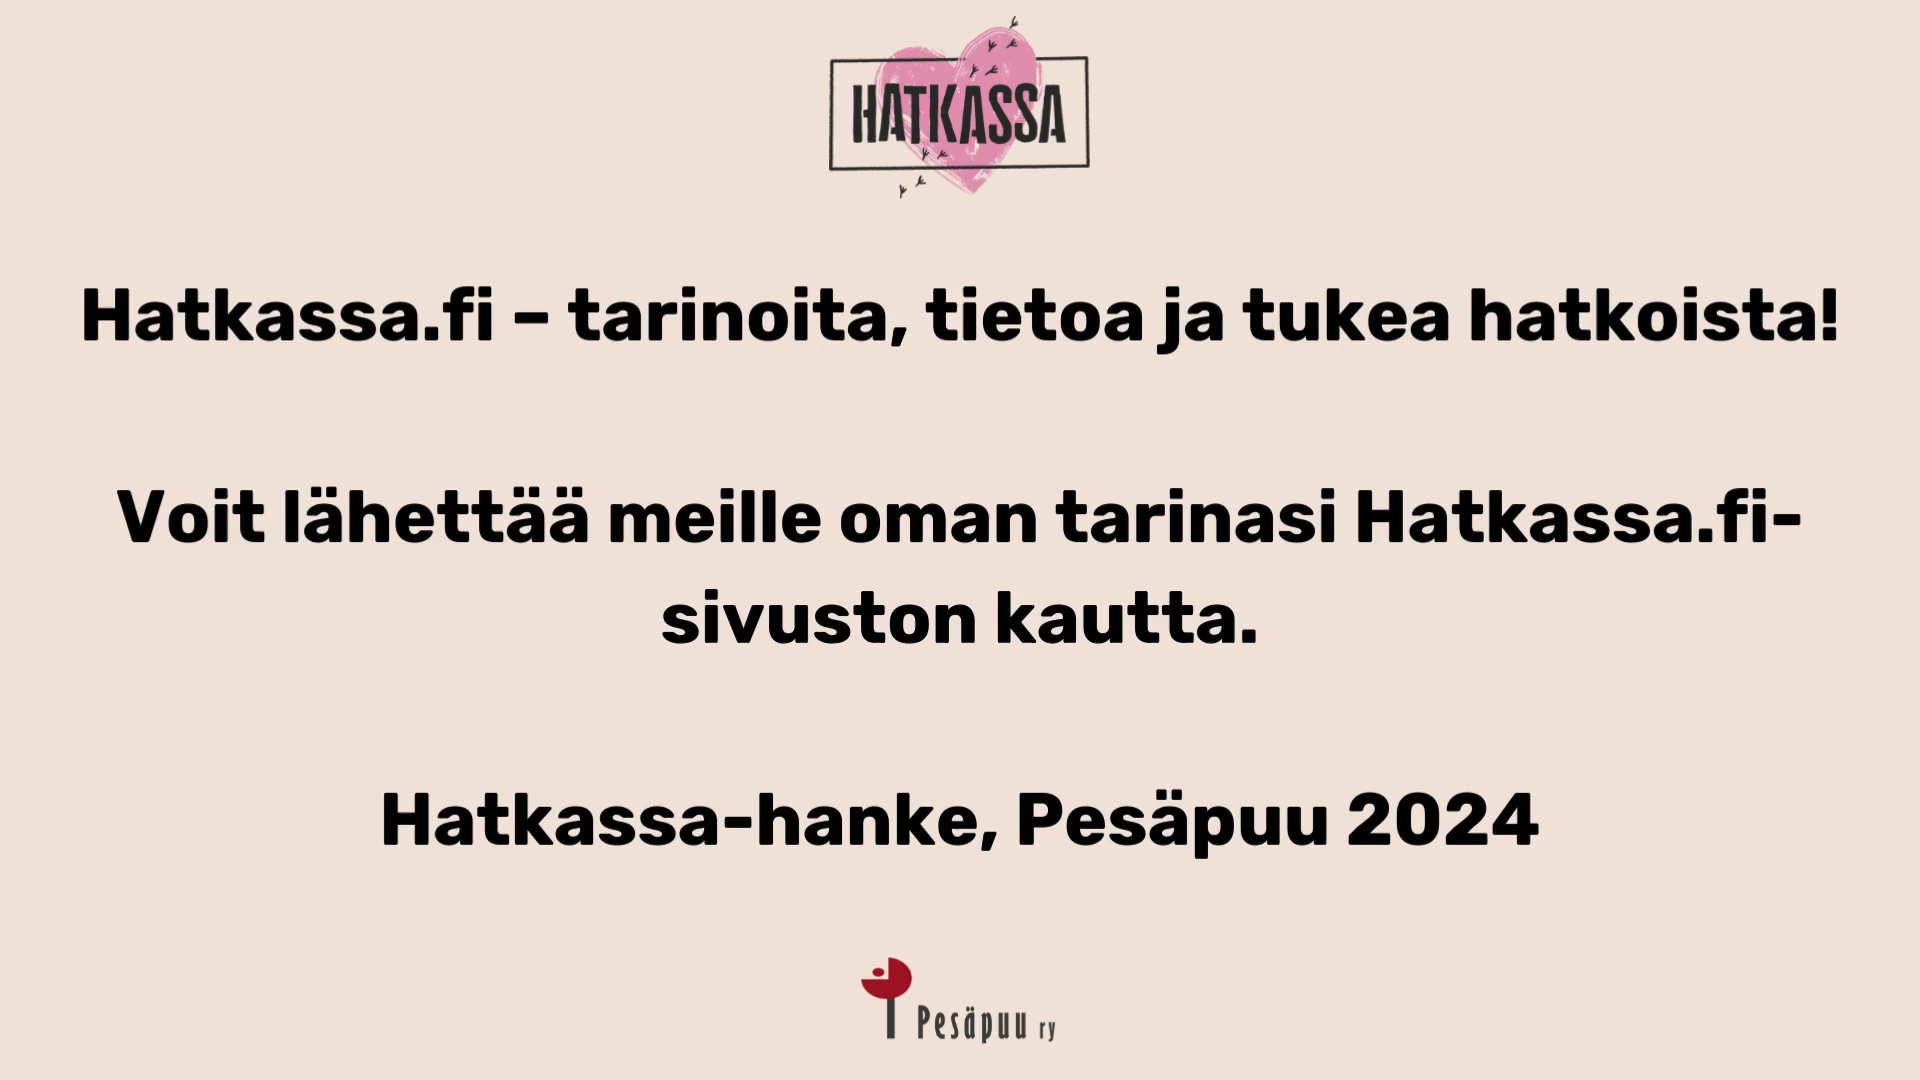 HATKASSA
Hatkassa.fi – tarinoita, tietoa ja tukea hatkoista!
Voit lähettää meille oman tarinasi Hatkassa.fi-
sivuston kautta.
Hatkassa-hanke, Pesäpuu 2024
Pesäpuu ry